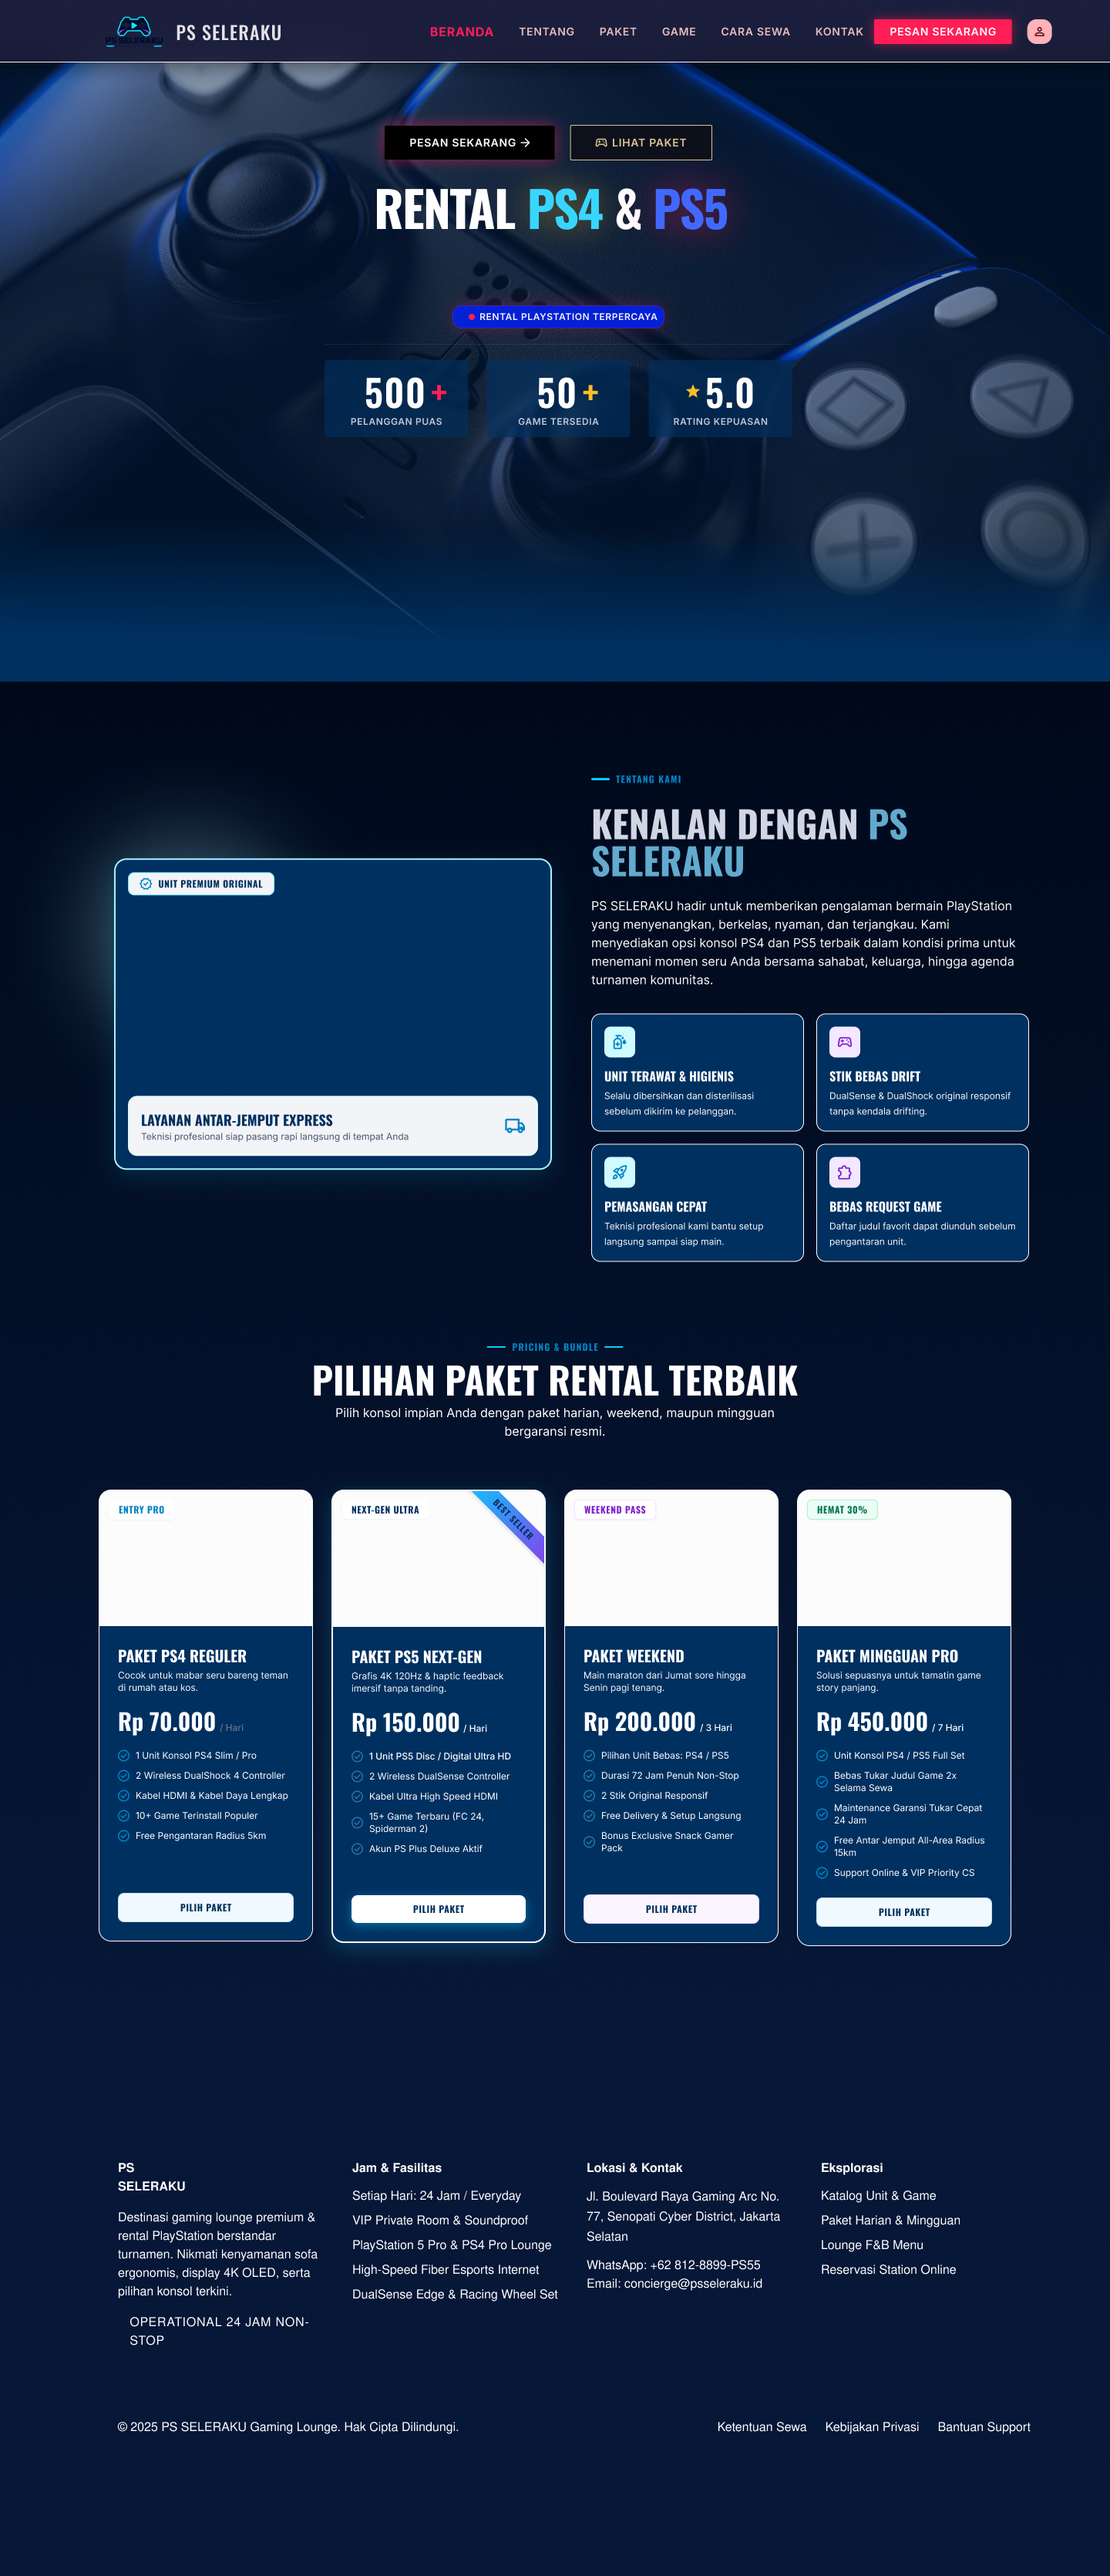 PS SELERAKU
PS SELERAKU
BERANDA
TENTANG
PAKET
GAME
CARA SEWA
KONTAK
PESAN SEKARANG
PESAN SEKARANG →
LIHAT PAKET
RENTAL PS4 & PS5
RENTAL PLAYSTATION TERPERCAYA
500+
PELANGGAN PUAS
50+
GAME TERSEDIA
★ 5.0
RATING KEPUASAN
TENTANG KAMI
KENALAN DENGAN PS
SELERAKU
PS SELERAKU hadir untuk memberikan pengalaman bermain PlayStation
yang menyenangkan, berkelas, nyaman, dan terjangkau. Kami
menyediakan opsi konsol PS4 dan PS5 terbaik dalam kondisi prima untuk
menemani momen seru Anda bersama sahabat, keluarga, hingga agenda
turnamen komunitas.
UNIT PREMIUM ORIGINAL
LAYANAN ANTAR-JEMPUT EXPRESS
Teknisi profesional siap pasang rapi langsung di tempat Anda
UNIT TERAWAT & HIGIENIS
Selalu dibersihkan dan disterilisasi
sebelum dikirim ke pelanggan.
STIK BEBAS DRIFT
DualSense & DualShock original responsif
tanpa kendala drifting.
PEMASANGAN CEPAT
Teknisi profesional kami bantu setup
langsung sampai siap main.
BEBAS REQUEST GAME
Daftar judul favorit dapat diunduh sebelum
pengantaran unit.
PRICING & BUNDLE
PILIHAN PAKET RENTAL TERBAIK
Pilih konsol impian Anda dengan paket harian, weekend, maupun mingguan
bergaransi resmi.
ENTRY PRO
PAKET PS4 REGULER
Cocok untuk mabar seru bareng teman
di rumah atau kos.
Rp 70.000 / Hari
1 Unit Konsol PS4 Slim / Pro
2 Wireless DualShock 4 Controller
Kabel HDMI & Kabel Daya Lengkap
10+ Game Terinstall Populer
Free Pengantaran Radius 5km
PILIH PAKET
NEXT-GEN ULTRA
BEST SELLER
PAKET PS5 NEXT-GEN
Grafis 4K 120Hz & haptic feedback
imersif tanpa tanding.
Rp 150.000 / Hari
1 Unit PS5 Disc / Digital Ultra HD
2 Wireless DualSense Controller
Kabel Ultra High Speed HDMI
15+ Game Terbaru (FC 24,
Spiderman 2)
Akun PS Plus Deluxe Aktif
PILIH PAKET
WEEKEND PASS
PAKET WEEKEND
Main maraton dari Jumat sore hingga
Senin pagi tenang.
Rp 200.000 / 3 Hari
Pilihan Unit Bebas: PS4 / PS5
Durasi 72 Jam Penuh Non-Stop
2 Stik Original Responsif
Free Delivery & Setup Langsung
Bonus Exclusive Snack Gamer
Pack
PILIH PAKET
HEMAT 30%
PAKET MINGGUAN PRO
Solusi sepuasnya untuk tamatin game
story panjang.
Rp 450.000 / 7 Hari
Unit Konsol PS4 / PS5 Full Set
Bebas Tukar Judul Game 2x
Selama Sewa
Maintenance Garansi Tukar Cepat
24 Jam
Free Antar Jemput All-Area Radius
15km
Support Online & VIP Priority CS
PILIH PAKET
PS
SELERAKU
Destinasi gaming lounge premium &
rental PlayStation berstandar
turnamen. Nikmati kenyamanan sofa
ergonomis, display 4K OLED, serta
pilihan konsol terkini.
OPERATIONAL 24 JAM NON-
STOP
Jam & Fasilitas
Setiap Hari: 24 Jam / Everyday
VIP Private Room & Soundproof
PlayStation 5 Pro & PS4 Pro Lounge
High-Speed Fiber Esports Internet
DualSense Edge & Racing Wheel Set
Lokasi & Kontak
Jl. Boulevard Raya Gaming Arc No.
77, Senopati Cyber District, Jakarta
Selatan
WhatsApp: +62 812-8899-PS55
Email: concierge@psseleraku.id
Eksplorasi
Katalog Unit & Game
Paket Harian & Mingguan
Lounge F&B Menu
Reservasi Station Online
© 2025 PS SELERAKU Gaming Lounge. Hak Cipta Dilindungi.
Ketentuan Sewa
Kebijakan Privasi
Bantuan Support